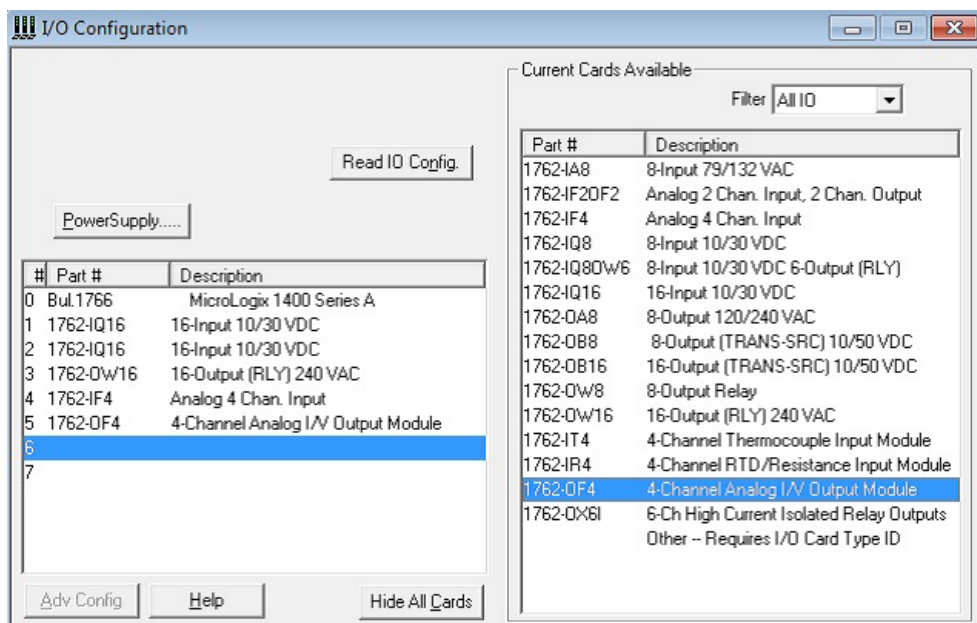 I/O Configuration
Current Cards Available
Filter All IO
Read IO Config.
PowerSupply.....
# Part # Description
0 Bul.1766 MicroLogix 1400 Series A
1 1762-IQ16 16-Input 10/30 VDC
2 1762-IQ16 16-Input 10/30 VDC
3 1762-OW16 16-Output (RLY) 240 VAC
4 1762-IF4 Analog 4 Chan. Input
5 1762-OF4 4-Channel Analog I/V Output Module
6
7
Adv Config Help Hide All Cards
Part # Description
1762-IA8 8-Input 79/132 VAC
1762-IF2OF2 Analog 2 Chan. Input, 2 Chan. Output
1762-IF4 Analog 4 Chan. Input
1762-IQ8 8-Input 10/30 VDC
1762-IQ8OW6 8-Input 10/30 VDC 6-Output (RLY)
1762-IQ16 16-Input 10/30 VDC
1762-OA8 8-Output 120/240 VAC
1762-OB8 8-Output (TRANS-SRC) 10/50 VDC
1762-OB16 16-Output (TRANS-SRC) 10/50 VDC
1762-OW8 8-Output Relay
1762-OW16 16-Output (RLY) 240 VAC
1762-IT4 4-Channel Thermocouple Input Module
1762-IR4 4-Channel RTD/Resistance Input Module
1762-OF4 4-Channel Analog I/V Output Module
1762-OX6I 6-Ch High Current Isolated Relay Outputs
Other -- Requires I/O Card Type ID